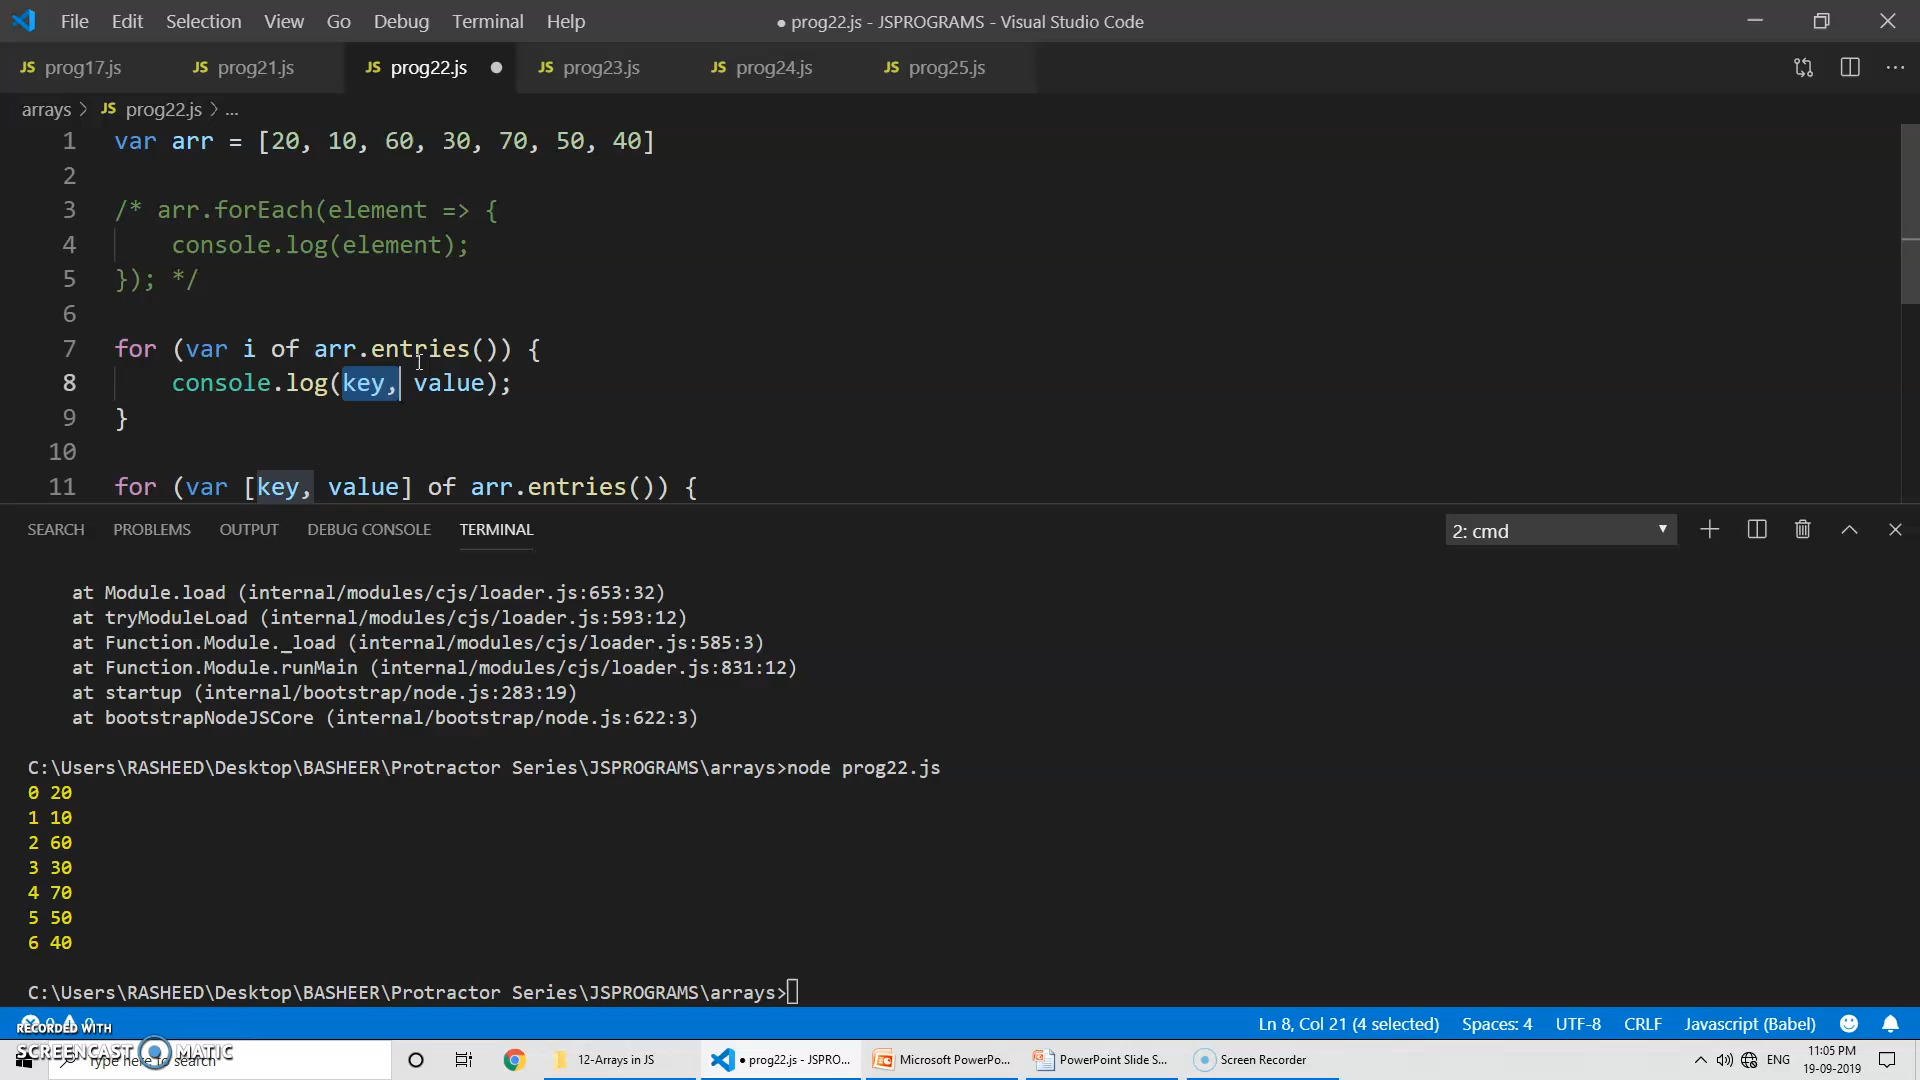 File Edit Selection View Go Debug Terminal Help
● prog22.js - JSPROGRAMS - Visual Studio Code
JS prog17.js JS prog21.js JS prog22.js ● JS prog23.js JS prog24.js JS prog25.js
arrays > JS prog22.js > ...
1 var arr = [20, 10, 60, 30, 70, 50, 40]
2
3 /* arr.forEach(element => {
4 console.log(element);
5 }); */
6
7 for (var i of arr.entries()) {
8 console.log(key, value);
9 }
10
11 for (var [key, value] of arr.entries()) {
SEARCH PROBLEMS OUTPUT DEBUG CONSOLE TERMINAL 2: cmd
at Module.load (internal/modules/cjs/loader.js:653:32)
at tryModuleLoad (internal/modules/cjs/loader.js:593:12)
at Function.Module._load (internal/modules/cjs/loader.js:585:3)
at Function.Module.runMain (internal/modules/cjs/loader.js:831:12)
at startup (internal/bootstrap/node.js:283:19)
at bootstrapNodeJSCore (internal/bootstrap/node.js:622:3)
C:\Users\RASHEED\Desktop\BASHEER\Protractor Series\JSPROGRAMS\arrays>node prog22.js
0 20
1 10
2 60
3 30
4 70
5 50
6 40
C:\Users\RASHEED\Desktop\BASHEER\Protractor Series\JSPROGRAMS\arrays>
Ln 8, Col 21 (4 selected) Spaces: 4 UTF-8 CRLF Javascript (Babel)
RECORDED WITH
SCREENCAST MATIC
Type here to search
12-Arrays in JS
● prog22.js - JSPRO...
Microsoft PowerPo...
PowerPoint Slide S...
Screen Recorder
ENG
11:05 PM
19-09-2019